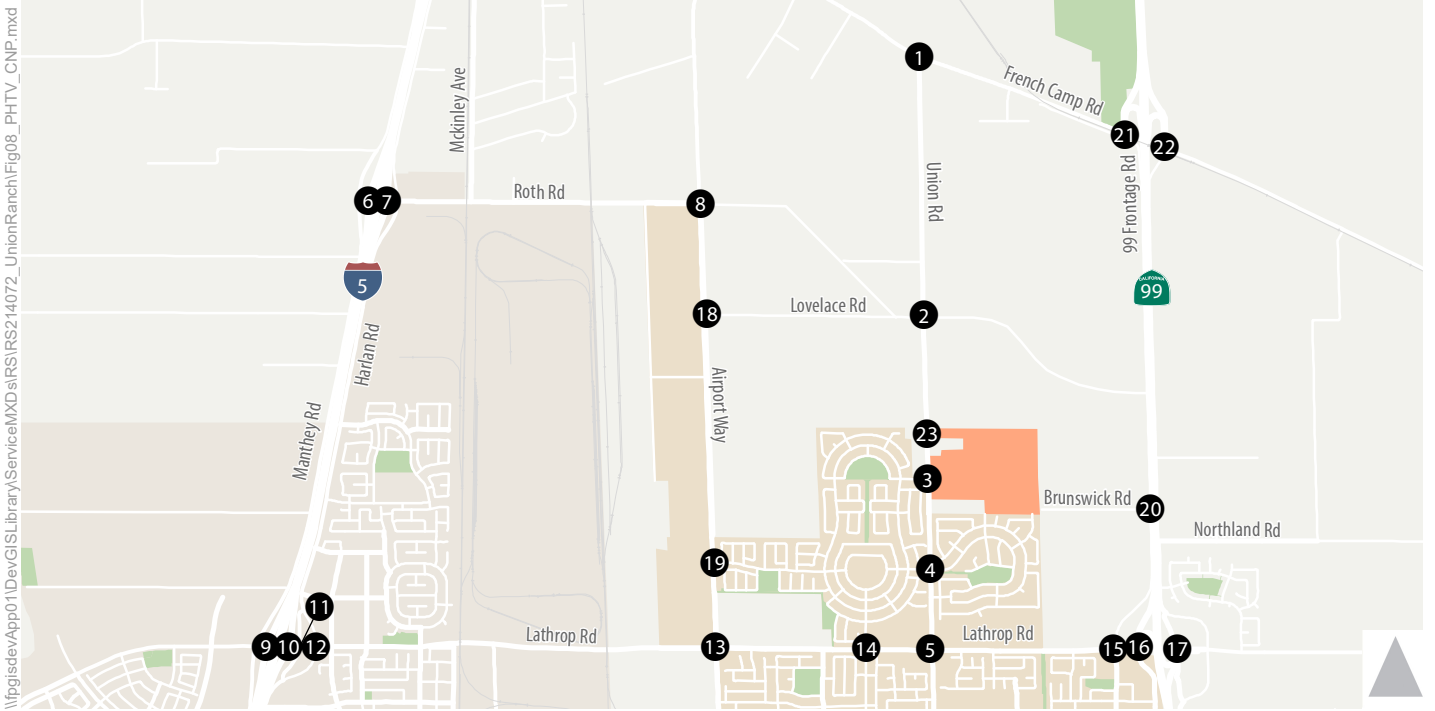 \\fpgisdevApp01\DevGISLibrary\ServiceMXDs\RS\RS214072_UnionRanch\Fig08_PHTV_CNP.mxd
1
French Camp Rd
Mckinley Ave
21
22
Union Rd
99 Frontage Rd
6
7
Roth Rd
8
5
CALIFORNIA
99
18
Lovelace Rd
2
Harlan Rd
Airport Way
Manthey Rd
23
3
Brunswick Rd
20
Northland Rd
19
4
11
9
10
12
Lathrop Rd
13
14
5
Lathrop Rd
15
16
17